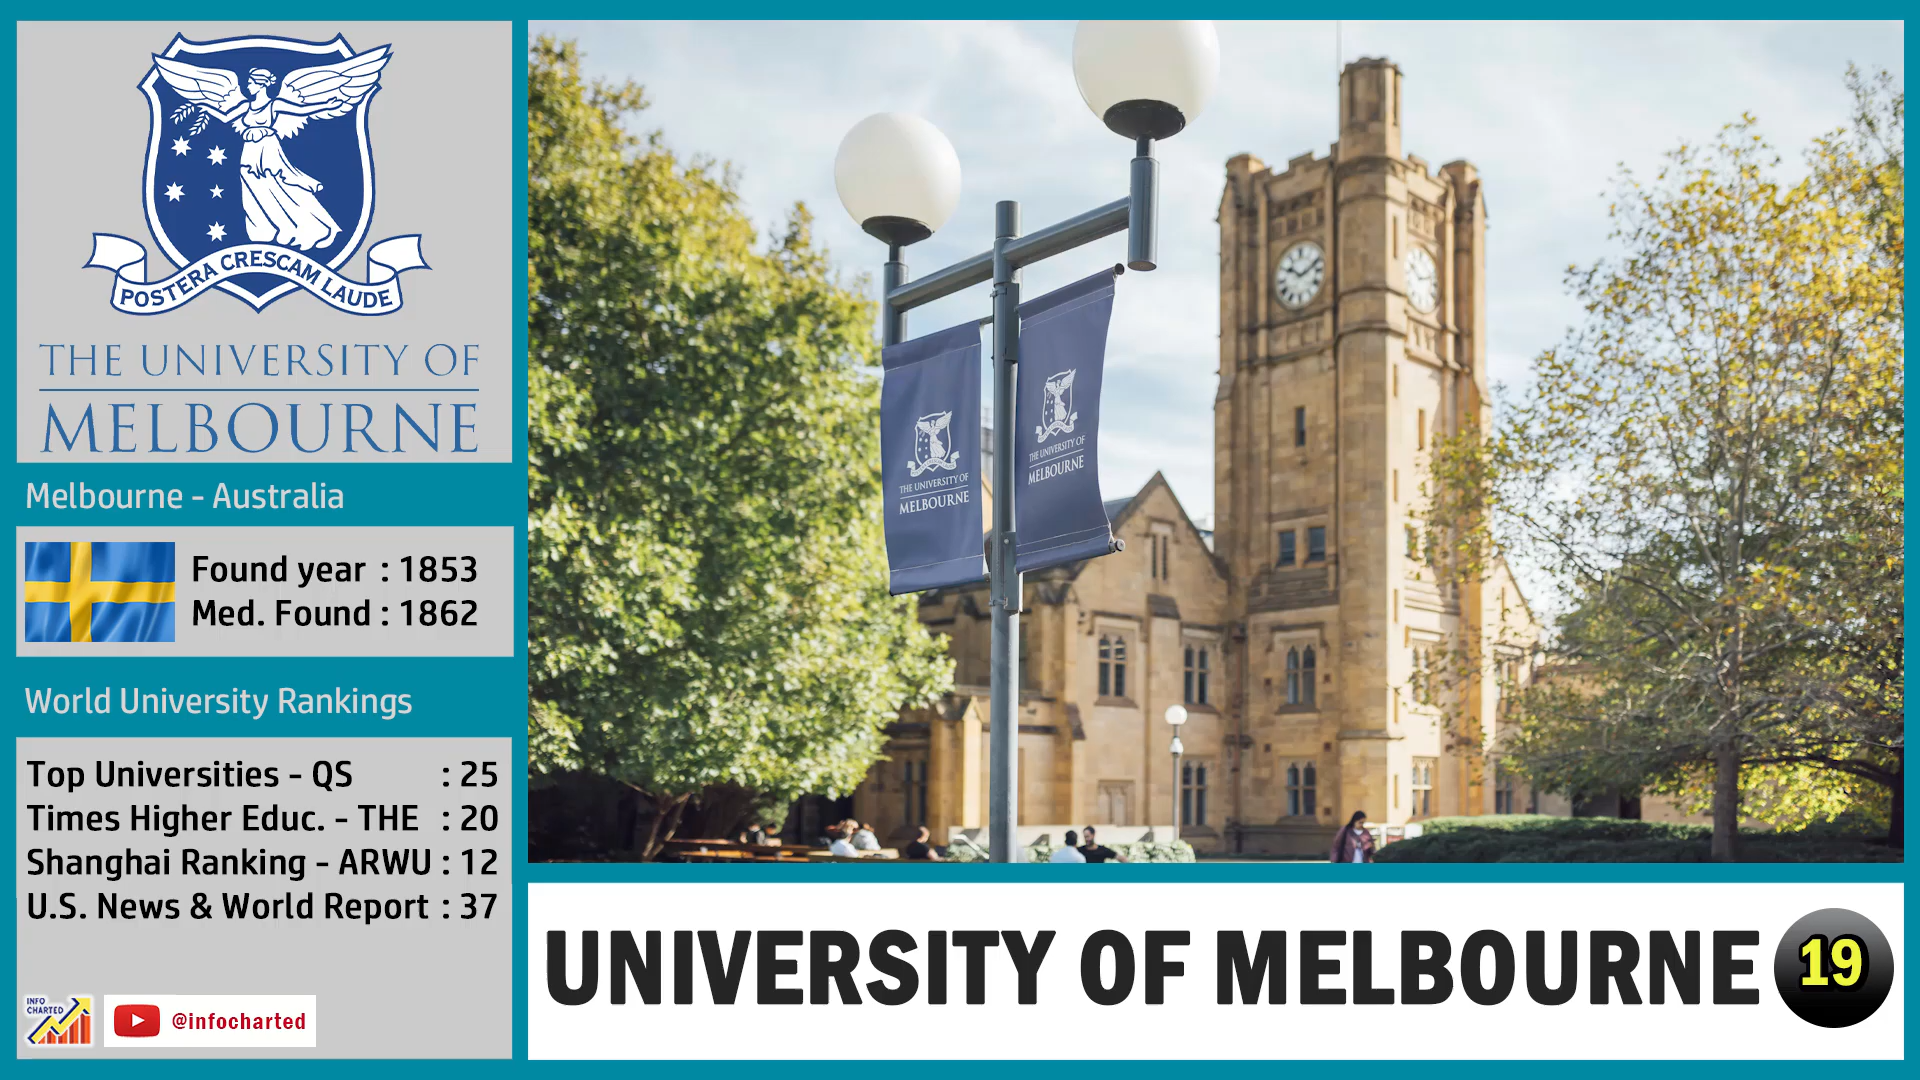 POSTERA CRESCAM LAUDE
THE UNIVERSITY OF
MELBOURNE
Melbourne - Australia
Found year : 1853
Med. Found : 1862
World University Rankings
Top Universities - QS : 25
Times Higher Educ. - THE : 20
Shanghai Ranking - ARWU : 12
U.S. News & World Report : 37
INFO
CHARTED
@infocharted
THE UNIVERSITY OF
MELBOURNE
THE UNIVERSITY OF
MELBOURNE
UNIVERSITY OF MELBOURNE
19